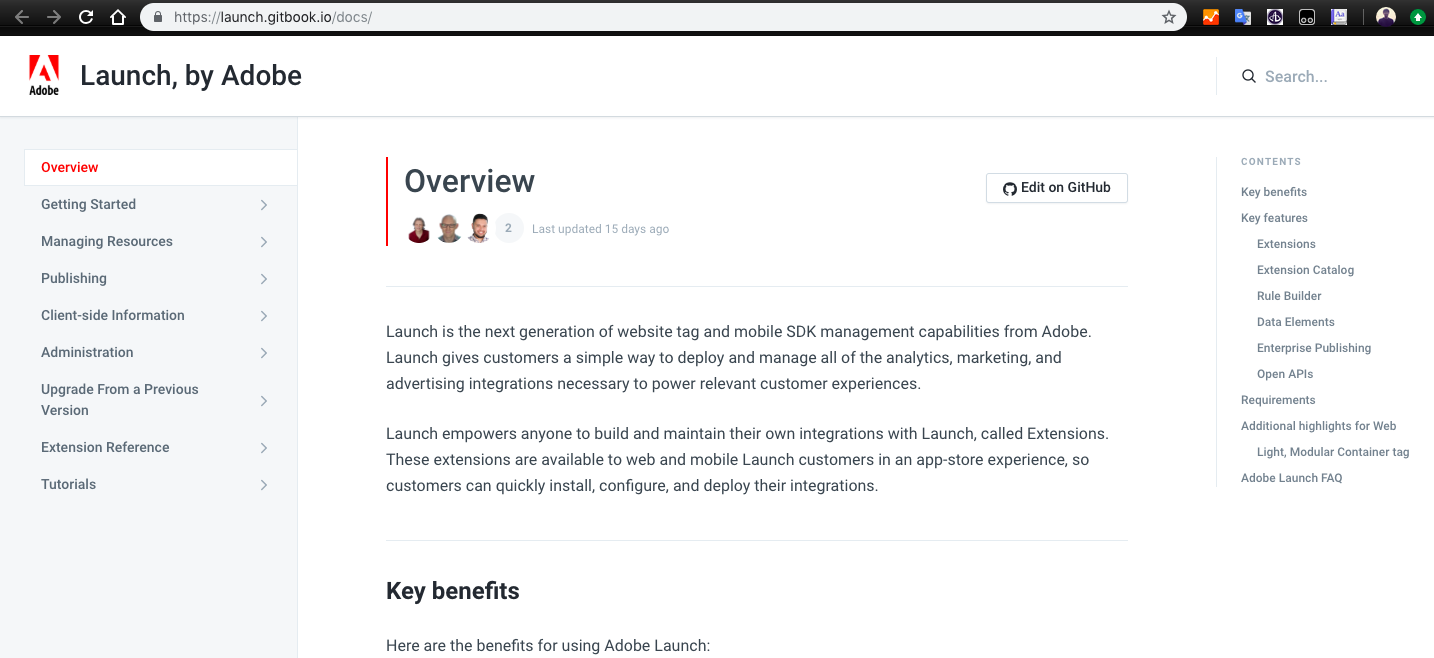 https://launch.gitbook.io/docs/
Adobe
Launch, by Adobe
Search...
Overview
Getting Started
Managing Resources
Publishing
Client-side Information
Administration
Upgrade From a Previous
Version
Extension Reference
Tutorials
Overview
Edit on GitHub
2
Last updated 15 days ago
Launch is the next generation of website tag and mobile SDK management capabilities from Adobe.
Launch gives customers a simple way to deploy and manage all of the analytics, marketing, and
advertising integrations necessary to power relevant customer experiences.
Launch empowers anyone to build and maintain their own integrations with Launch, called Extensions.
These extensions are available to web and mobile Launch customers in an app-store experience, so
customers can quickly install, configure, and deploy their integrations.
Key benefits
Here are the benefits for using Adobe Launch:
CONTENTS
Key benefits
Key features
Extensions
Extension Catalog
Rule Builder
Data Elements
Enterprise Publishing
Open APIs
Requirements
Additional highlights for Web
Light, Modular Container tag
Adobe Launch FAQ